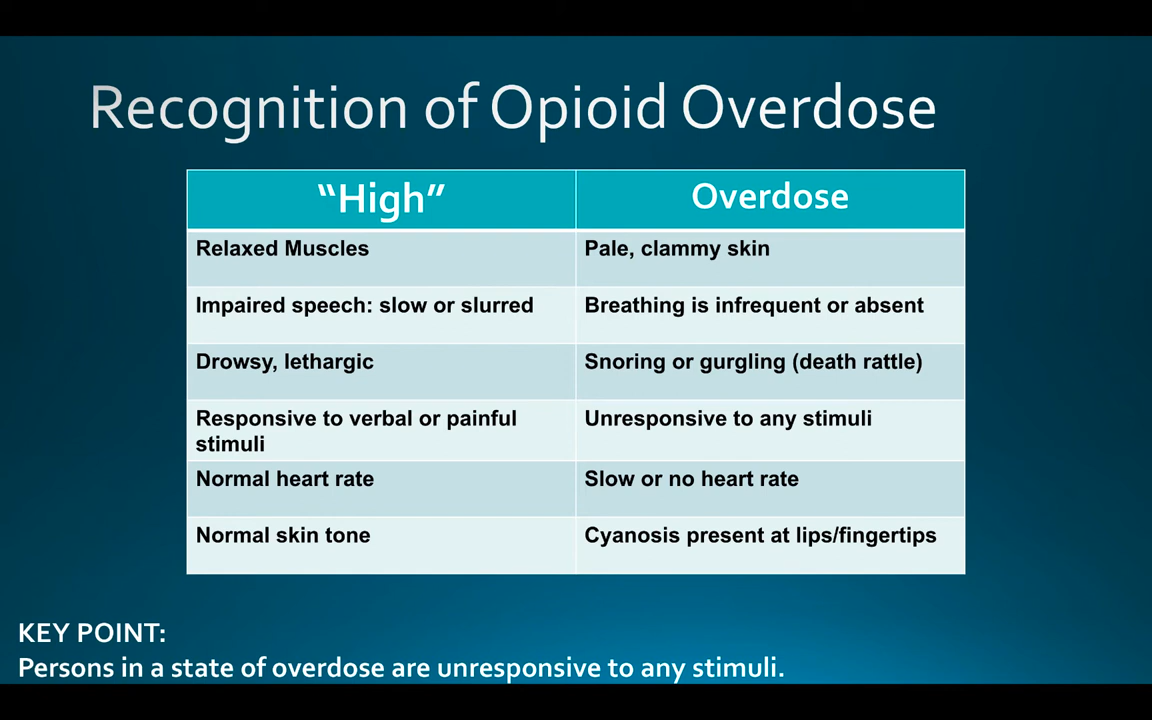 Recognition of Opioid Overdose
“High”
Overdose
Relaxed Muscles
Pale, clammy skin
Impaired speech: slow or slurred
Breathing is infrequent or absent
Drowsy, lethargic
Snoring or gurgling (death rattle)
Responsive to verbal or painful
stimuli
Unresponsive to any stimuli
Normal heart rate
Slow or no heart rate
Normal skin tone
Cyanosis present at lips/fingertips
KEY POINT:
Persons in a state of overdose are unresponsive to any stimuli.